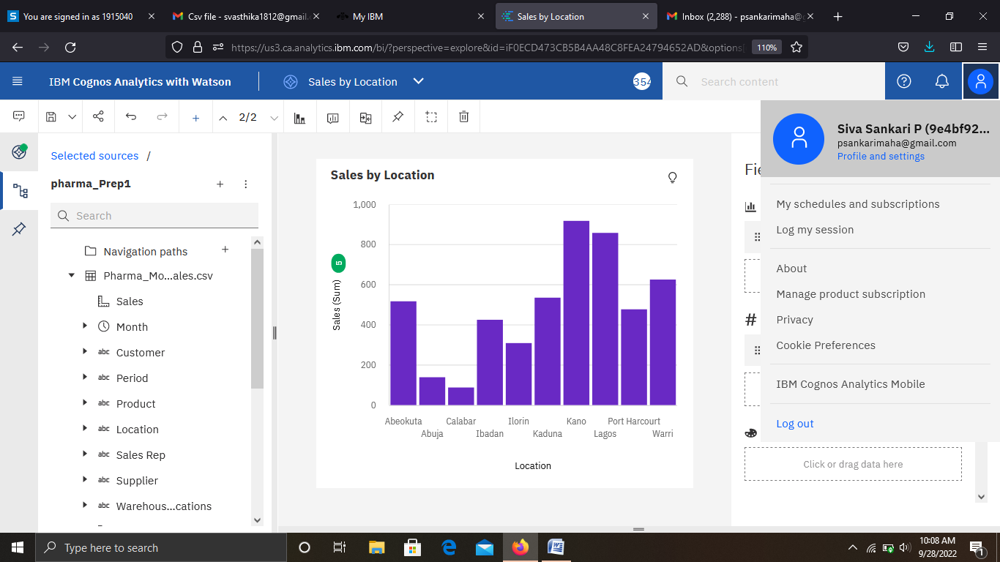 You are signed in as 1915040
Csv file - svasthika1812@gmail.c
My IBM
Sales by Location
Inbox (2,288) - psankarimaha@g
https://us3.ca.analytics.ibm.com/bi/?perspective=explore&id=iF0ECD473CB5B4AA48C8FEA24794652AD&options[
110%
IBM Cognos Analytics with Watson
Sales by Location
354
Search content
2/2
Siva Sankari P (9e4bf92...
psankarimaha@gmail.com
Profile and settings
My schedules and subscriptions
Log my session
About
Manage product subscription
Privacy
Cookie Preferences
IBM Cognos Analytics Mobile
Log out
Selected sources /
pharma_Prep1
Search
Navigation paths
Pharma_Mo...ales.csv
Sales
Month
abc Customer
abc Period
abc Product
abc Location
abc Sales Rep
abc Supplier
abc Warehous...cations
Sales by Location
1,000
800
600
400
200
0
5
Sales (Sum)
Abeokuta
Abuja
Calabar
Ibadan
Ilorin
Kaduna
Kano
Lagos
Port Harcourt
Warri
Location
Fie
#
Click or drag data here
Type here to search
10:08 AM
9/28/2022
1